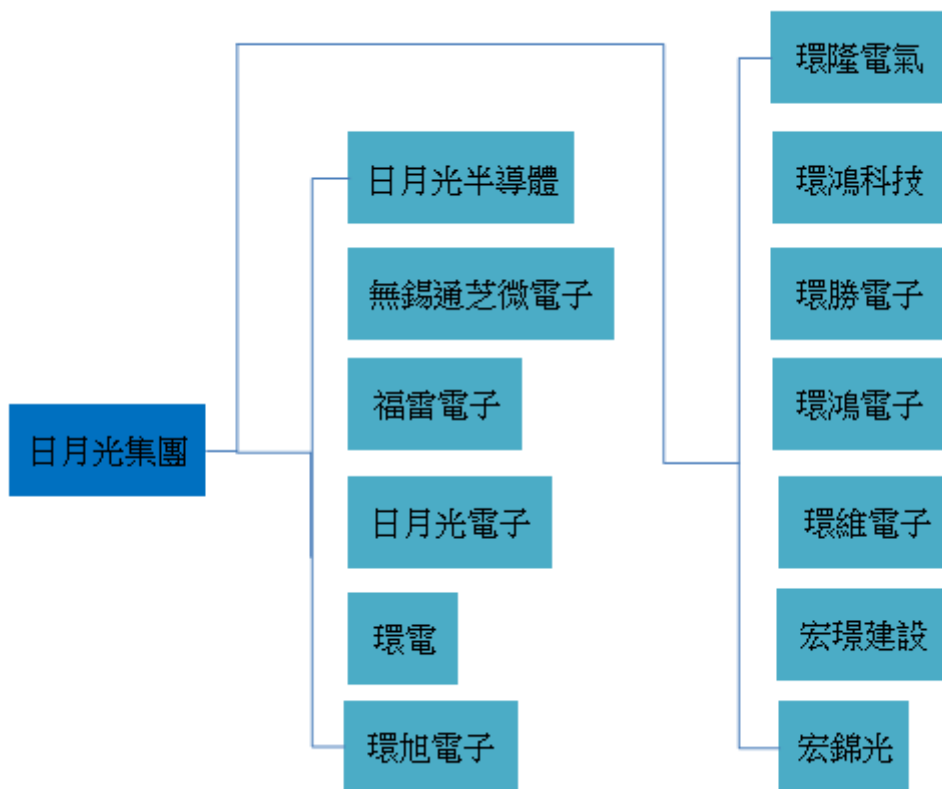 日月光集團
日月光半導體
無錫通芝微電子
福雷電子
日月光電子
環電
環旭電子
環隆電氣
環鴻科技
環勝電子
環鴻電子
環維電子
宏璟建設
宏錦光